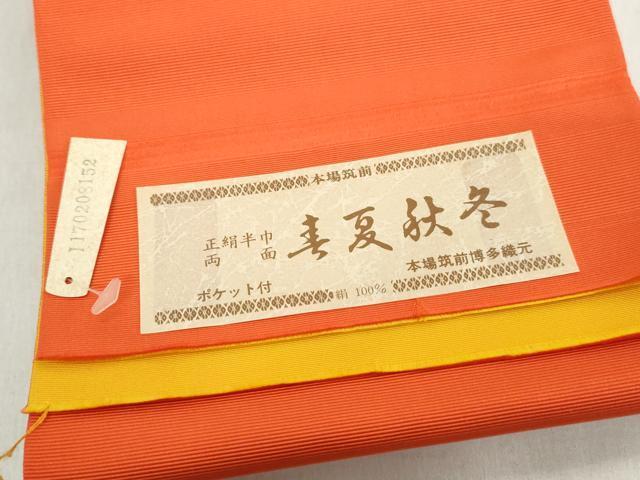 1170208152
本場筑前
正絹半巾
両面
春夏秋冬
本場筑前博多織元
ポケット付
絹 100%